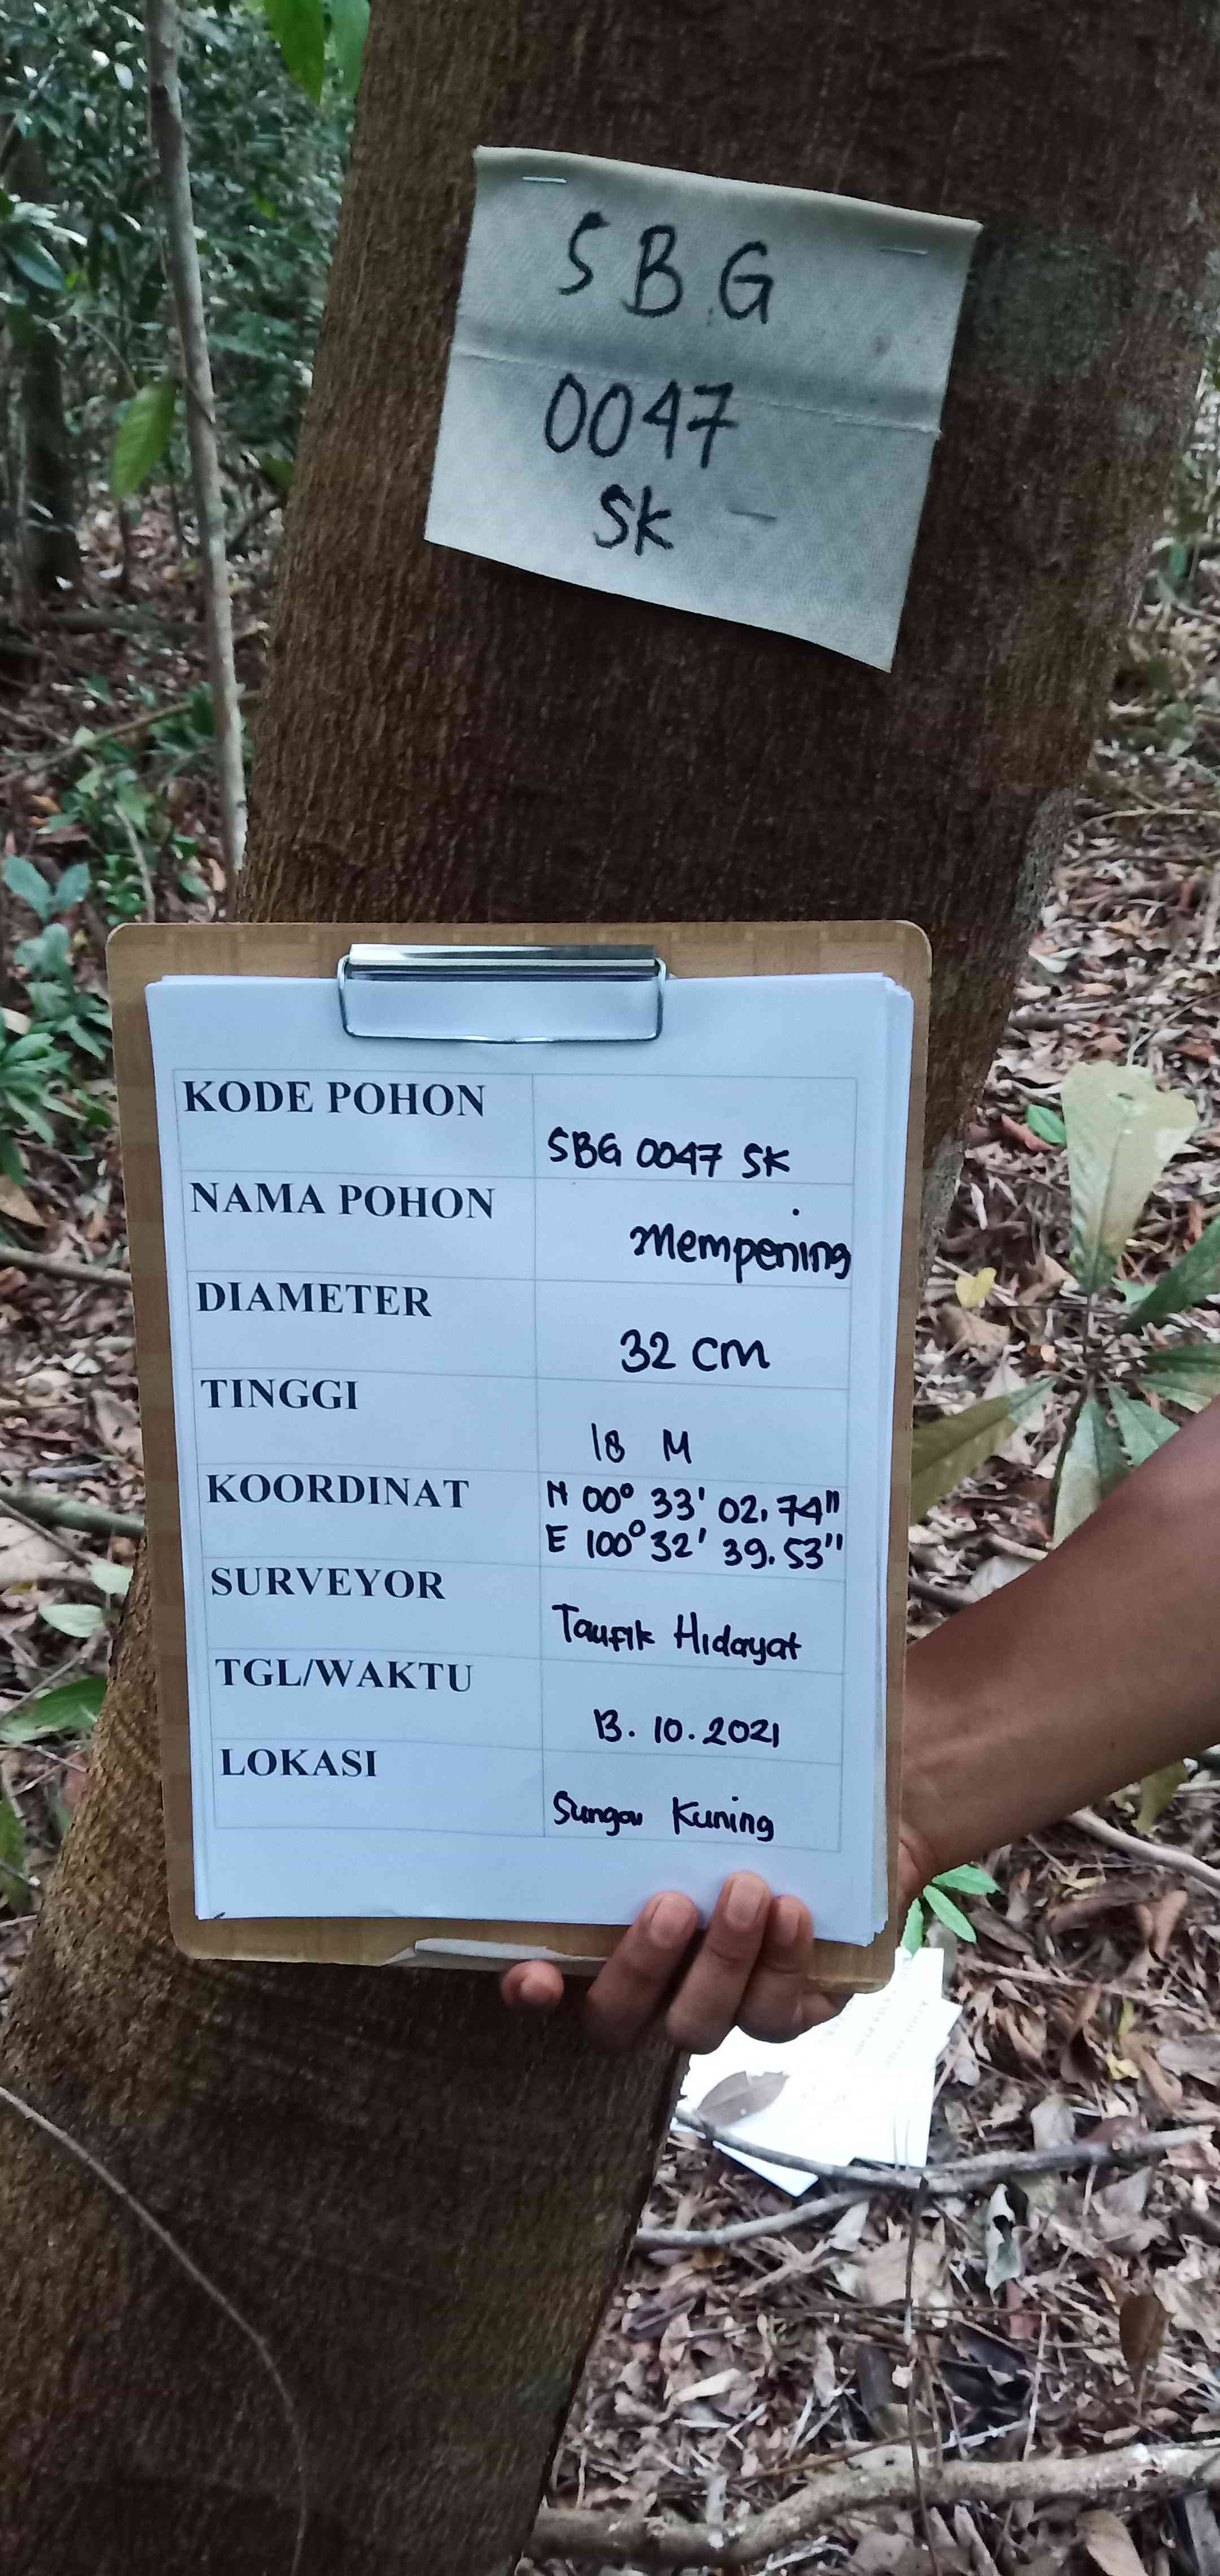 SBG
0047
SK
KODE POHON
SBG 0047 SK
NAMA POHON
Mempening
DIAMETER
32 cm
TINGGI
18 M
KOORDINAT
N 00° 33' 02.74"
E 100° 32' 39.53"
SURVEYOR
Taufik Hidayat
TGL/WAKTU
13.10.2021
LOKASI
Sungai Kuning